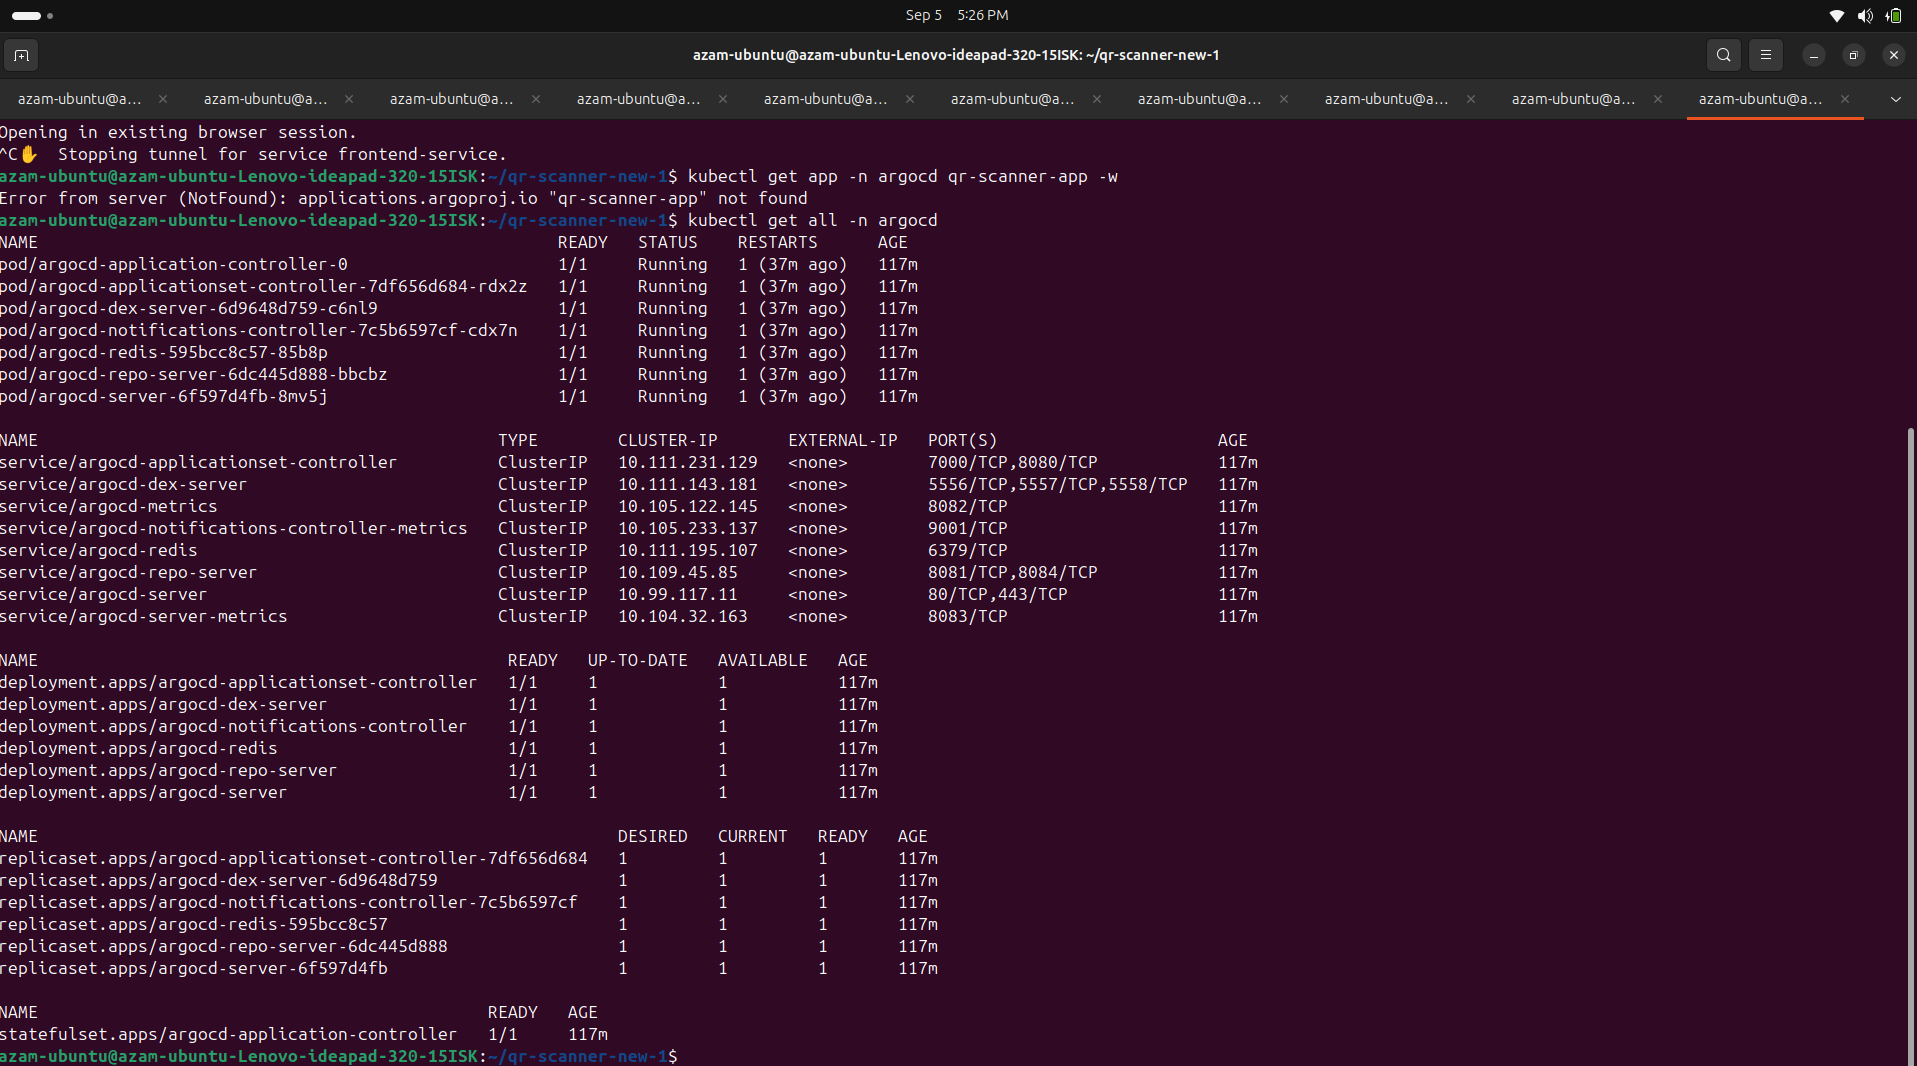 Sep 5 5:26 PM
azam-ubuntu@azam-ubuntu-Lenovo-ideapad-320-15ISK: ~/qr-scanner-new-1
azam-ubuntu@a... × azam-ubuntu@a... × azam-ubuntu@a... × azam-ubuntu@a... × azam-ubuntu@a... × azam-ubuntu@a... × azam-ubuntu@a... × azam-ubuntu@a... × azam-ubuntu@a... × azam-ubuntu@a... ×
Opening in existing browser session.
^C✋ Stopping tunnel for service frontend-service.
azam-ubuntu@azam-ubuntu-Lenovo-ideapad-320-15ISK:~/qr-scanner-new-1$ kubectl get app -n argocd qr-scanner-app -w
Error from server (NotFound): applications.argoproj.io "qr-scanner-app" not found
azam-ubuntu@azam-ubuntu-Lenovo-ideapad-320-15ISK:~/qr-scanner-new-1$ kubectl get all -n argocd
NAME READY STATUS RESTARTS AGE
pod/argocd-application-controller-0 1/1 Running 1 (37m ago) 117m
pod/argocd-applicationset-controller-7df656d684-rdx2z 1/1 Running 1 (37m ago) 117m
pod/argocd-dex-server-6d9648d759-c6nl9 1/1 Running 1 (37m ago) 117m
pod/argocd-notifications-controller-7c5b6597cf-cdx7n 1/1 Running 1 (37m ago) 117m
pod/argocd-redis-595bcc8c57-85b8p 1/1 Running 1 (37m ago) 117m
pod/argocd-repo-server-6dc445d888-bbcbz 1/1 Running 1 (37m ago) 117m
pod/argocd-server-6f597d4fb-8mv5j 1/1 Running 1 (37m ago) 117m
NAME TYPE CLUSTER-IP EXTERNAL-IP PORT(S) AGE
service/argocd-applicationset-controller ClusterIP 10.111.231.129 <none> 7000/TCP,8080/TCP 117m
service/argocd-dex-server ClusterIP 10.111.143.181 <none> 5556/TCP,5557/TCP,5558/TCP 117m
service/argocd-metrics ClusterIP 10.105.122.145 <none> 8082/TCP 117m
service/argocd-notifications-controller-metrics ClusterIP 10.105.233.137 <none> 9001/TCP 117m
service/argocd-redis ClusterIP 10.111.195.107 <none> 6379/TCP 117m
service/argocd-repo-server ClusterIP 10.109.45.85 <none> 8081/TCP,8084/TCP 117m
service/argocd-server ClusterIP 10.99.117.11 <none> 80/TCP,443/TCP 117m
service/argocd-server-metrics ClusterIP 10.104.32.163 <none> 8083/TCP 117m
NAME READY UP-TO-DATE AVAILABLE AGE
deployment.apps/argocd-applicationset-controller 1/1 1 1 117m
deployment.apps/argocd-dex-server 1/1 1 1 117m
deployment.apps/argocd-notifications-controller 1/1 1 1 117m
deployment.apps/argocd-redis 1/1 1 1 117m
deployment.apps/argocd-repo-server 1/1 1 1 117m
deployment.apps/argocd-server 1/1 1 1 117m
NAME DESIRED CURRENT READY AGE
replicaset.apps/argocd-applicationset-controller-7df656d684 1 1 1 117m
replicaset.apps/argocd-dex-server-6d9648d759 1 1 1 117m
replicaset.apps/argocd-notifications-controller-7c5b6597cf 1 1 1 117m
replicaset.apps/argocd-redis-595bcc8c57 1 1 1 117m
replicaset.apps/argocd-repo-server-6dc445d888 1 1 1 117m
replicaset.apps/argocd-server-6f597d4fb 1 1 1 117m
NAME READY AGE
statefulset.apps/argocd-application-controller 1/1 117m
azam-ubuntu@azam-ubuntu-Lenovo-ideapad-320-15ISK:~/qr-scanner-new-1$